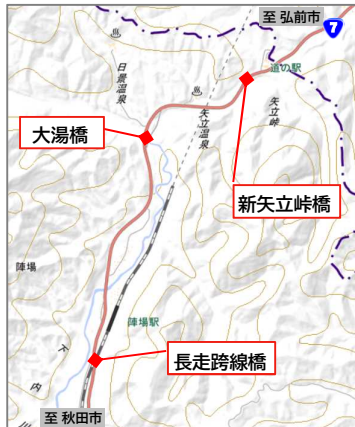 至 弘前市
7
道の駅
日景温泉
矢立峠
矢立温泉
大湯橋
新矢立峠橋
陣場
陣場駅
下内川
長走跨線橋
至 秋田市